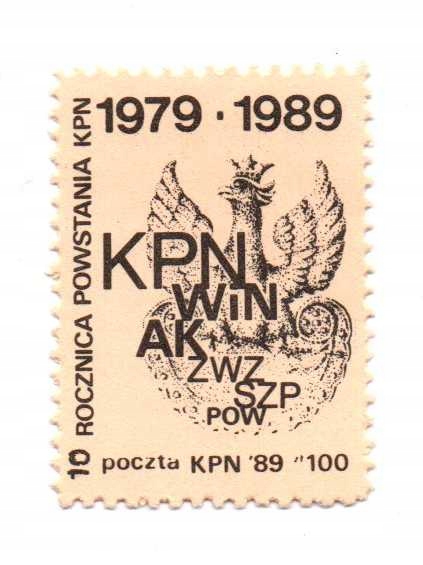 1979 · 1989
10 ROCZNICA POWSTANIA KPN
KPN
WiN
AK
ZWZ
SZP
POW
poczta KPN '89 "100